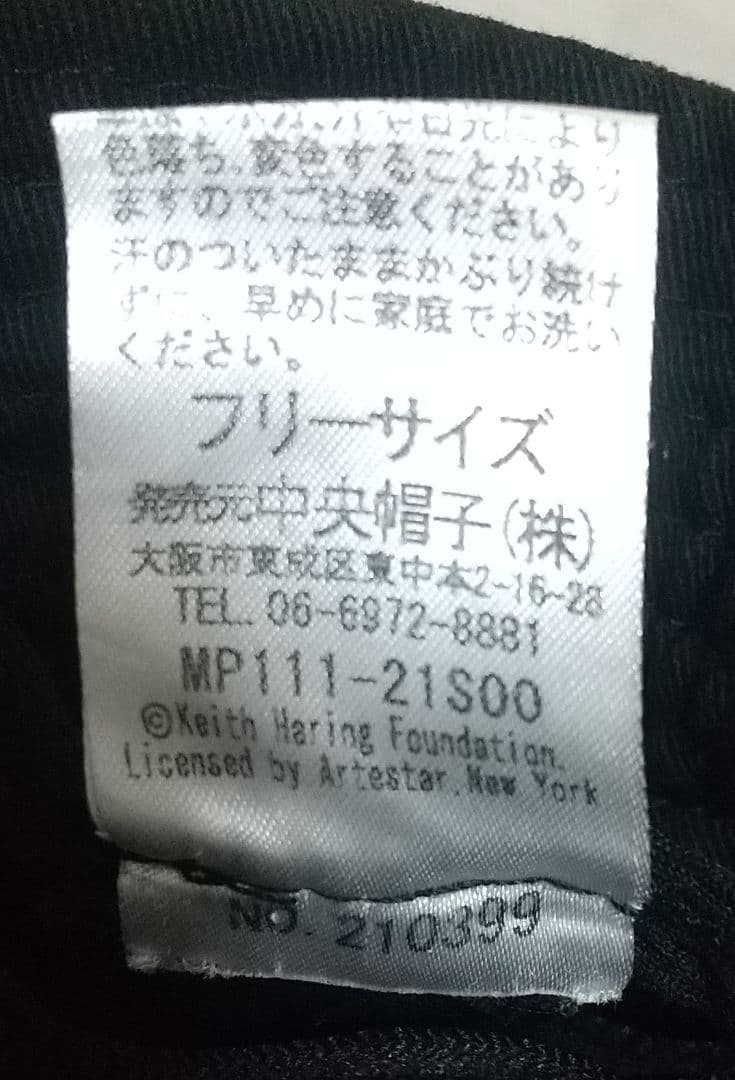 により
色落ち、変色することがあり
ますのでご注意ください。
汗のついたままかぶり続け
ずに、早めに家庭でお洗い
ください。
フリーサイズ
発売元中央帽子(株)
大阪市東成区東中本2-16-28
TEL. 06-6972-8881
MP111-21S00
©Keith Haring Foundation.
Licensed by Artestar,New York
NO. 210399